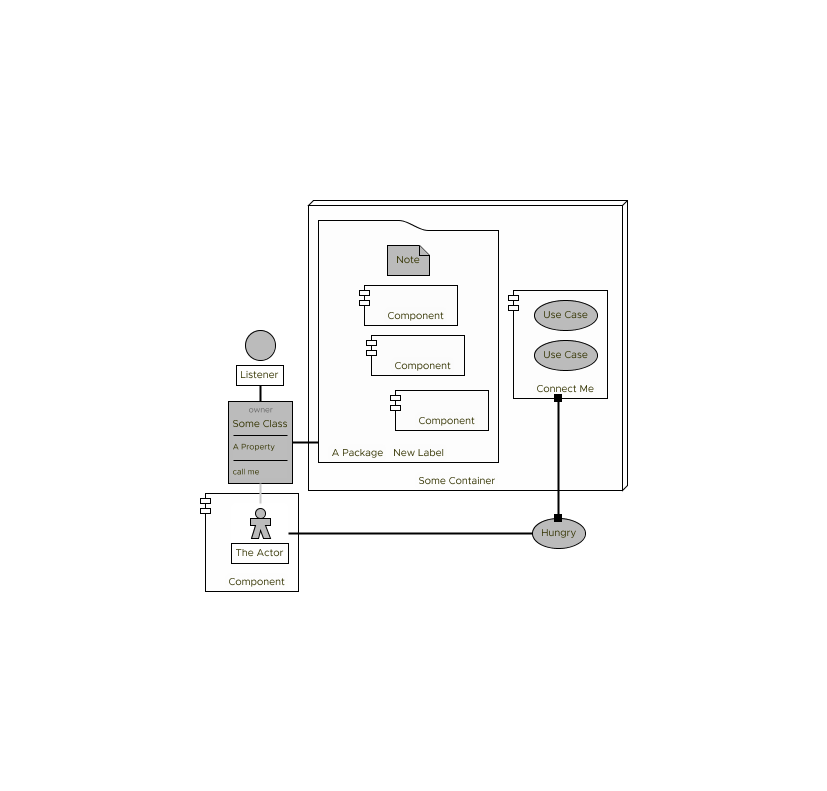 Note
Component
Use Case
Component
Use Case
Listener
Connect Me
owner
Some Class
Component
A Property
A Package New Label
call me
Some Container
Hungry
The Actor
Component